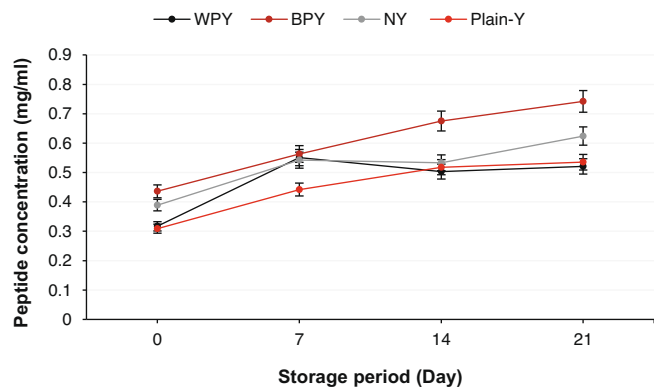 WPY BPY NY Plain-Y
Peptide concentration (mg/ml)
0.9
0.8
0.7
0.6
0.5
0.4
0.3
0.2
0.1
0
0 7 14 21
Storage period (Day)